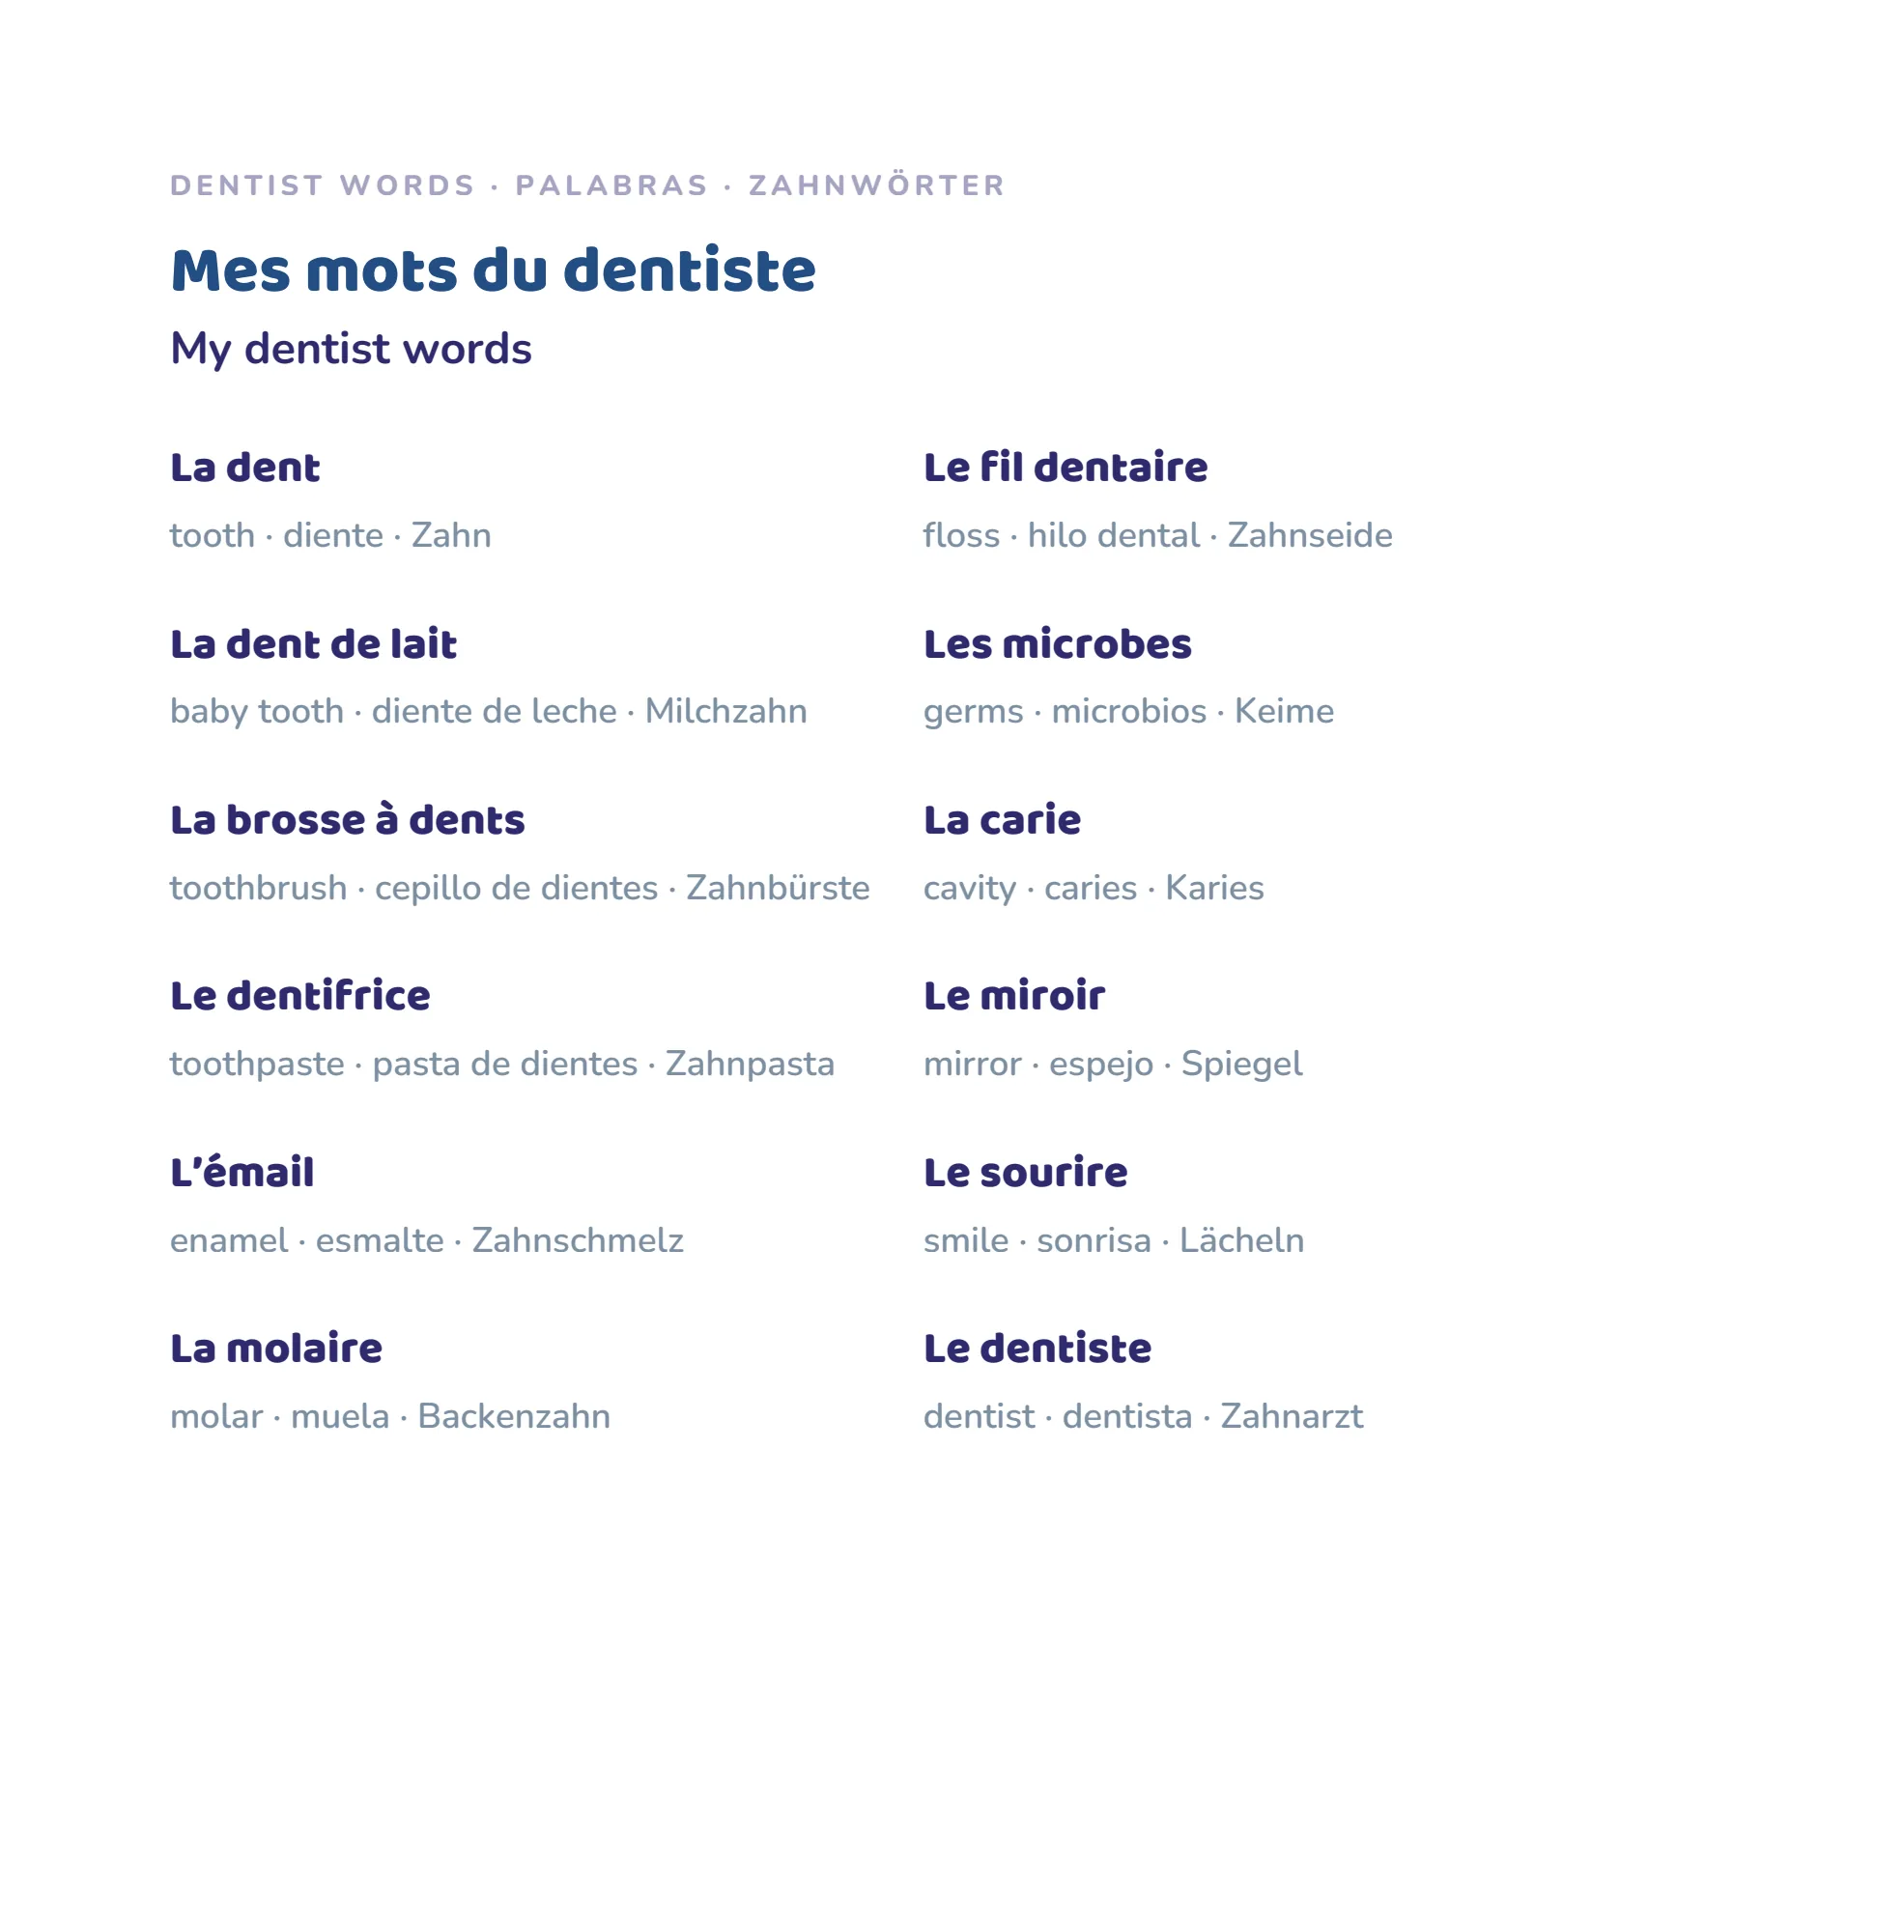 DENTIST WORDS · PALABRAS · ZAHNWÖRTER
Mes mots du dentiste
My dentist words
La dent
tooth · diente · Zahn
La dent de lait
baby tooth · diente de leche · Milchzahn
La brosse à dents
toothbrush · cepillo de dientes · Zahnbürste
Le dentifrice
toothpaste · pasta de dientes · Zahnpasta
L’émail
enamel · esmalte · Zahnschmelz
La molaire
molar · muela · Backenzahn
Le fil dentaire
floss · hilo dental · Zahnseide
Les microbes
germs · microbios · Keime
La carie
cavity · caries · Karies
Le miroir
mirror · espejo · Spiegel
Le sourire
smile · sonrisa · Lächeln
Le dentiste
dentist · dentista · Zahnarzt